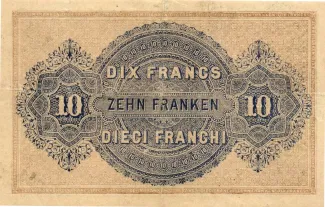 DIX FRANCS
10 ZEHN FRANKEN 10
DIECI FRANCHI